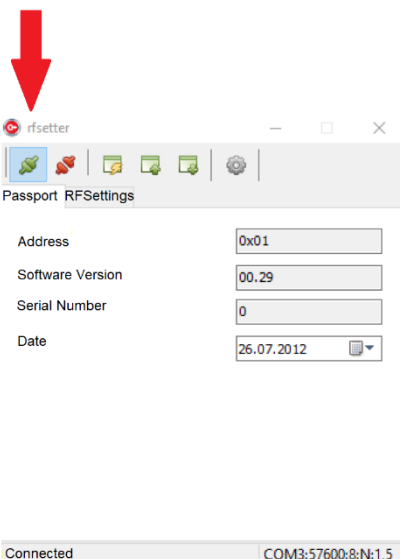 rfsetter
Passport RFSettings
Address 0x01
Software Version 00.29
Serial Number 0
Date 26.07.2012
Connected COM3:57600:8:N:1.5